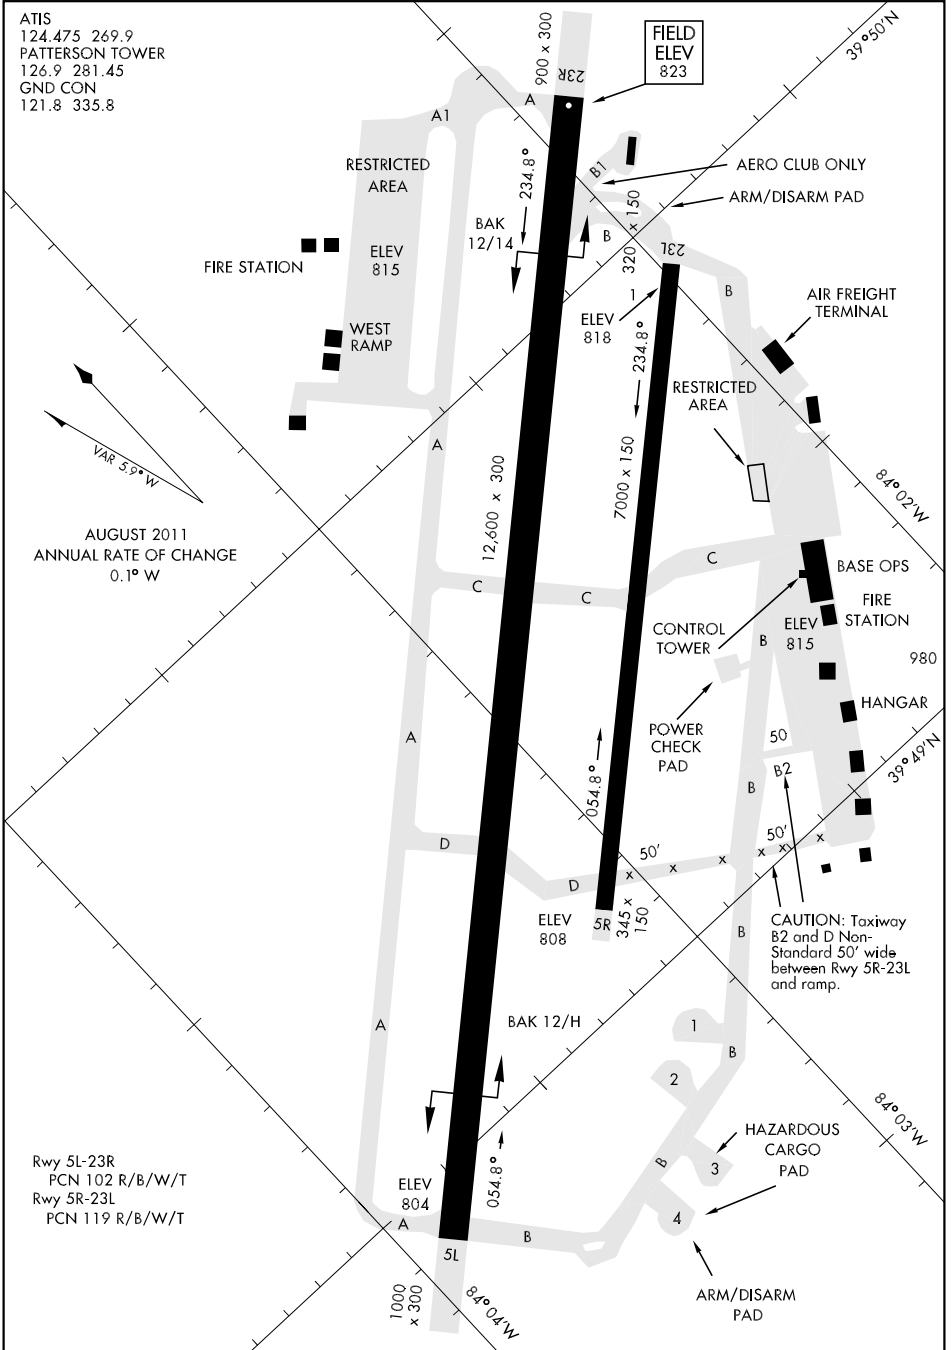 ATIS
124.475 269.9
PATTERSON TOWER
126.9 281.45
GND CON
121.8 335.8
900 x 300
23R
FIELD
ELEV
823
39°50'N
A
A1
RESTRICTED
AREA
234.8°
B1
AERO CLUB ONLY
ARM/DISARM PAD
BAK
12/14
B
320 x 150
23L
FIRE STATION
ELEV
815
1
B
AIR FREIGHT
TERMINAL
ELEV
818
WEST
RAMP
234.8°
RESTRICTED
AREA
VAR 5.9° W
A
12,600 x 300
7000 x 150
84°02'W
AUGUST 2011
ANNUAL RATE OF CHANGE
0.1° W
C
C
C
BASE OPS
FIRE
STATION
CONTROL
TOWER
ELEV
815
B
980
HANGAR
POWER
CHECK
PAD
50
B2
39°49'N
A
054.8°
B
D
50'
50'
D
ELEV
808
5R
345 x
150
B
CAUTION: Taxiway
B2 and D Non-
Standard 50' wide
between Rwy 5R-23L
and ramp.
A
BAK 12/H
1
B
2
84°03'W
HAZARDOUS
CARGO
PAD
Rwy 5L-23R
PCN 102 R/B/W/T
Rwy 5R-23L
PCN 119 R/B/W/T
ELEV
804
054.8°
B
3
4
A
B
5L
1000
x 300
84°04'W
ARM/DISARM
PAD